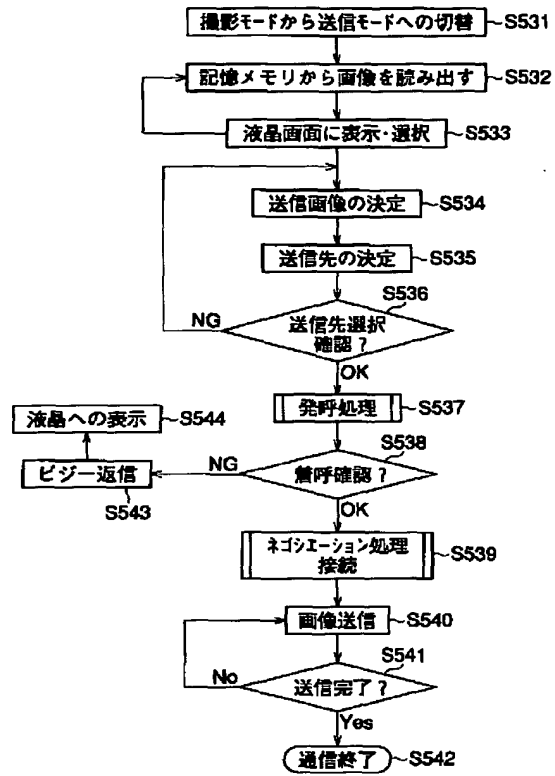 撮影モードから送信モードへの切替
S531
記憶メモリから画像を読み出す
S532
液晶画面に表示・選択
S533
送信画像の決定
S534
送信先の決定
S535
S536
送信先選択
確認？
NG
OK
発呼処理
S537
S538
着呼確認？
NG
OK
液晶への表示
S544
ビジー返信
S543
ネゴシエーション処理
接続
S539
画像送信
S540
S541
送信完了？
No
Yes
通信終了
S542